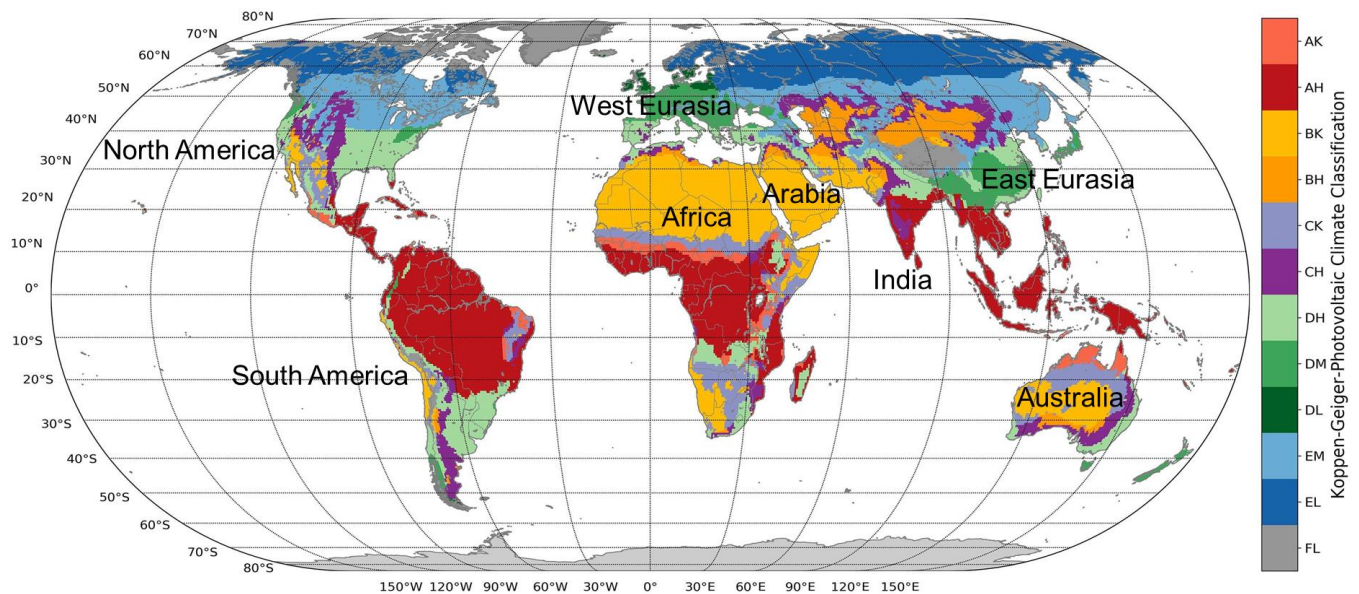 80°N
70°N
60°N
50°N
40°N
30°N
20°N
10°N
0°
10°S
20°S
30°S
40°S
50°S
60°S
70°S
80°S
150°W 120°W 90°W 60°W 30°W 0° 30°E 60°E 90°E 120°E 150°E
West Eurasia
North America
East Eurasia
Arabia
Africa
India
South America
Australia
AK
AH
BK
BH
CK
CH
DH
DM
DL
EM
EL
FL
Koppen-Geiger-Photovoltaic Climate Classification